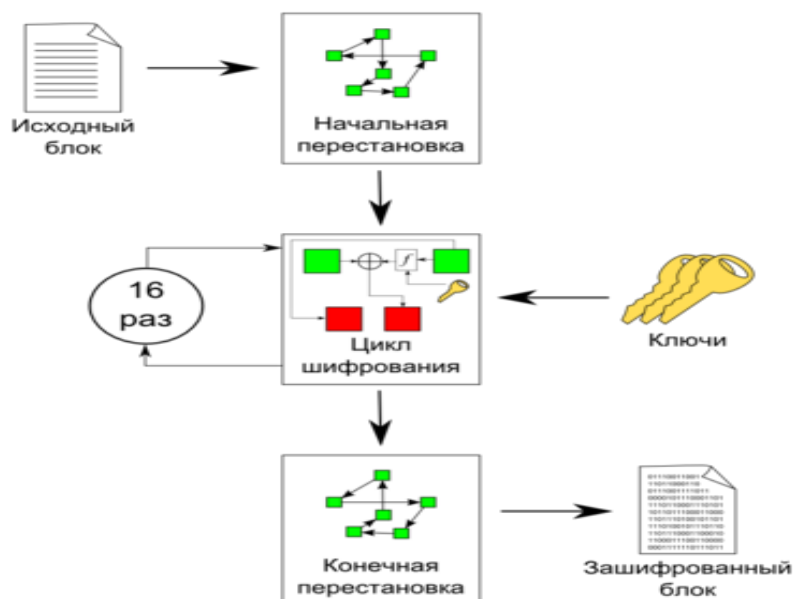 Исходный
блок
Начальная
перестановка
16
раз
f
Цикл
шифрования
Ключи
Конечная
перестановка
Зашифрованный
блок